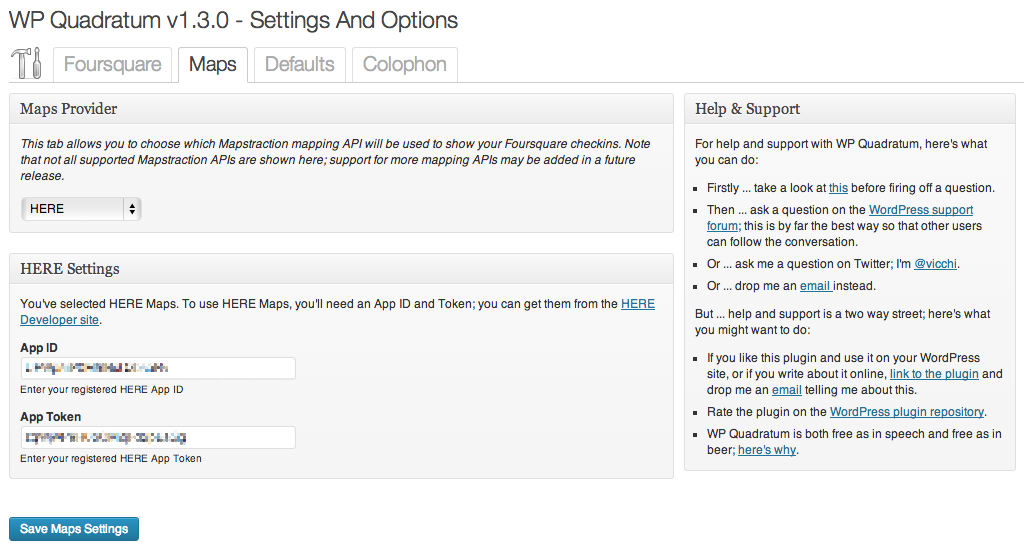 WP Quadratum v1.3.0 - Settings And Options
Foursquare
Maps
Defaults
Colophon
Maps Provider
This tab allows you to choose which Mapstraction mapping API will be used to show your Foursquare checkins. Note
that not all supported Mapstraction APIs are shown here; support for more mapping APIs may be added in a future
release.
HERE
HERE Settings
You've selected HERE Maps. To use HERE Maps, you'll need an App ID and Token; you can get them from the HERE
Developer site.
App ID
Enter your registered HERE App ID
App Token
Enter your registered HERE App Token
Save Maps Settings
Help & Support
For help and support with WP Quadratum, here's what
you can do:
Firstly ... take a look at this before firing off a question.
Then ... ask a question on the WordPress support
forum; this is by far the best way so that other users
can follow the conversation.
Or ... ask me a question on Twitter; I'm @vicchi.
Or ... drop me an email instead.
But ... help and support is a two way street; here's what
you might want to do:
If you like this plugin and use it on your WordPress
site, or if you write about it online, link to the plugin and
drop me an email telling me about this.
Rate the plugin on the WordPress plugin repository.
WP Quadratum is both free as in speech and free as in
beer; here's why.